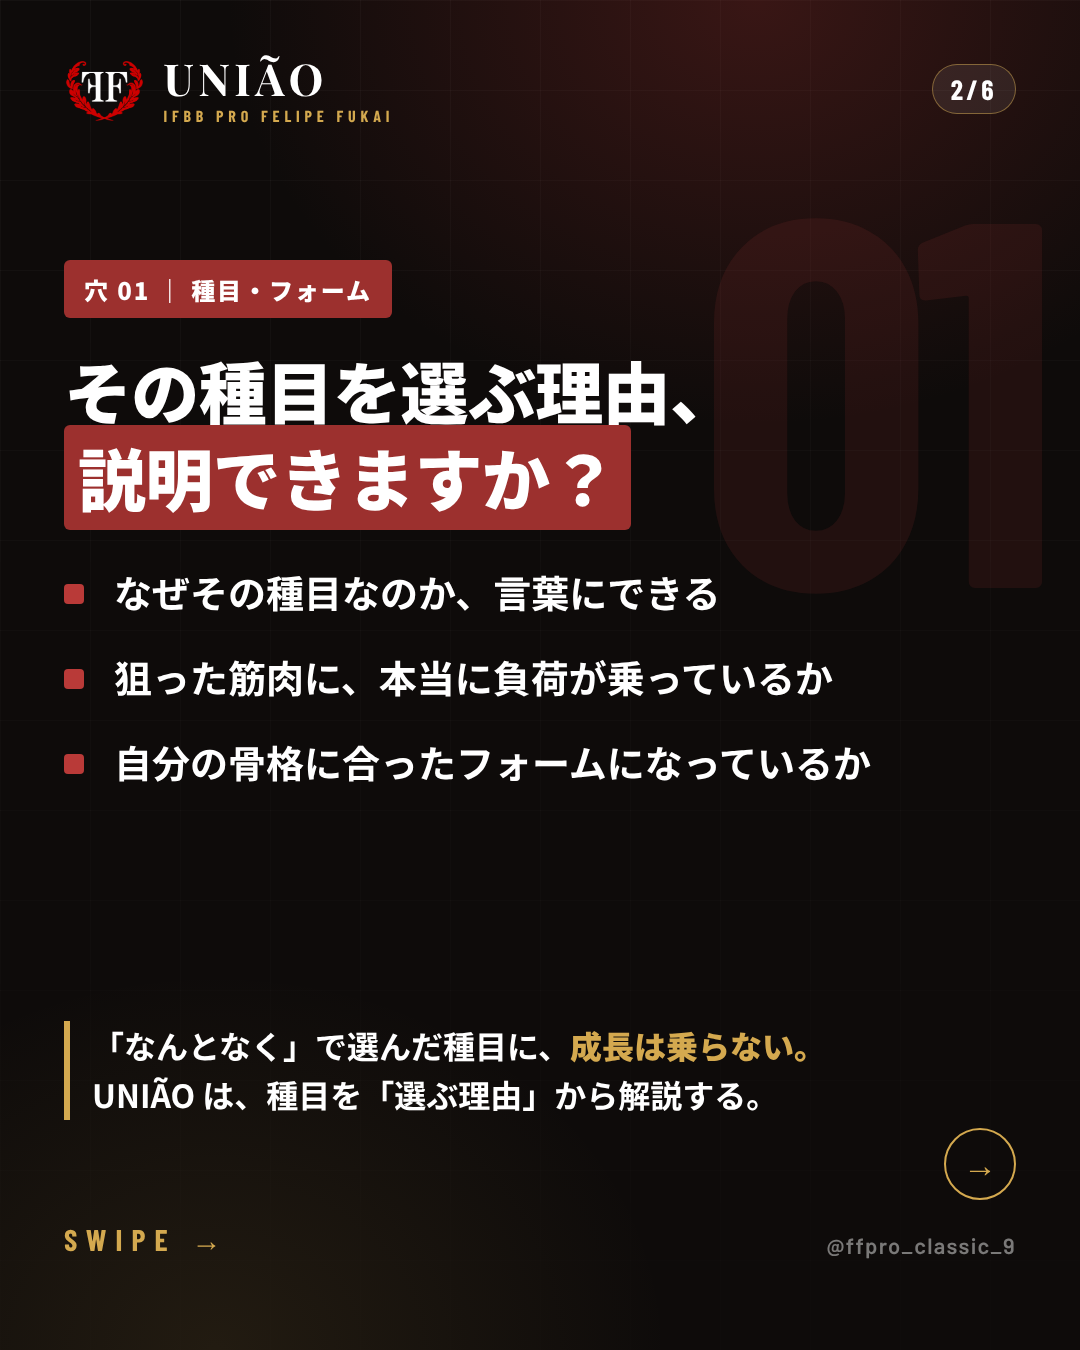 FF
UNIÃO
IFBB PRO FELIPE FUKAI
2/6
01
穴 01 ｜ 種目・フォーム
その種目を選ぶ理由、
説明できますか？
なぜその種目なのか、言葉にできる
狙った筋肉に、本当に負荷が乗っているか
自分の骨格に合ったフォームになっているか
「なんとなく」で選んだ種目に、成長は乗らない。
UNIÃO は、種目を「選ぶ理由」から解説する。
→
SWIPE →
@ffpro_classic_9